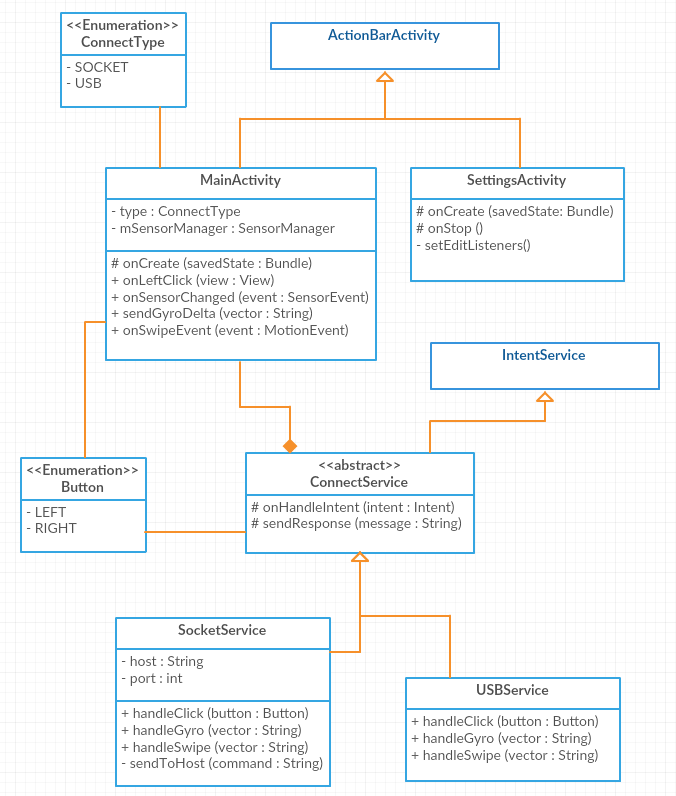 <<Enumeration>>
ConnectType
- SOCKET
- USB
ActionBarActivity
MainActivity
- type : ConnectType
- mSensorManager : SensorManager
# onCreate (savedState : Bundle)
+ onLeftClick (view : View)
+ onSensorChanged (event : SensorEvent)
+ sendGyroDelta (vector : String)
+ onSwipeEvent (event : MotionEvent)
SettingsActivity
# onCreate (savedState: Bundle)
# onStop ()
- setEditListeners()
IntentService
<<Enumeration>>
Button
- LEFT
- RIGHT
<<abstract>>
ConnectService
# onHandleIntent (intent : Intent)
# sendResponse (message : String)
SocketService
- host : String
- port : int
+ handleClick (button : Button)
+ handleGyro (vector : String)
+ handleSwipe (vector : String)
- sendToHost (command : String)
USBService
+ handleClick (button : Button)
+ handleGyro (vector : String)
+ handleSwipe (vector : String)